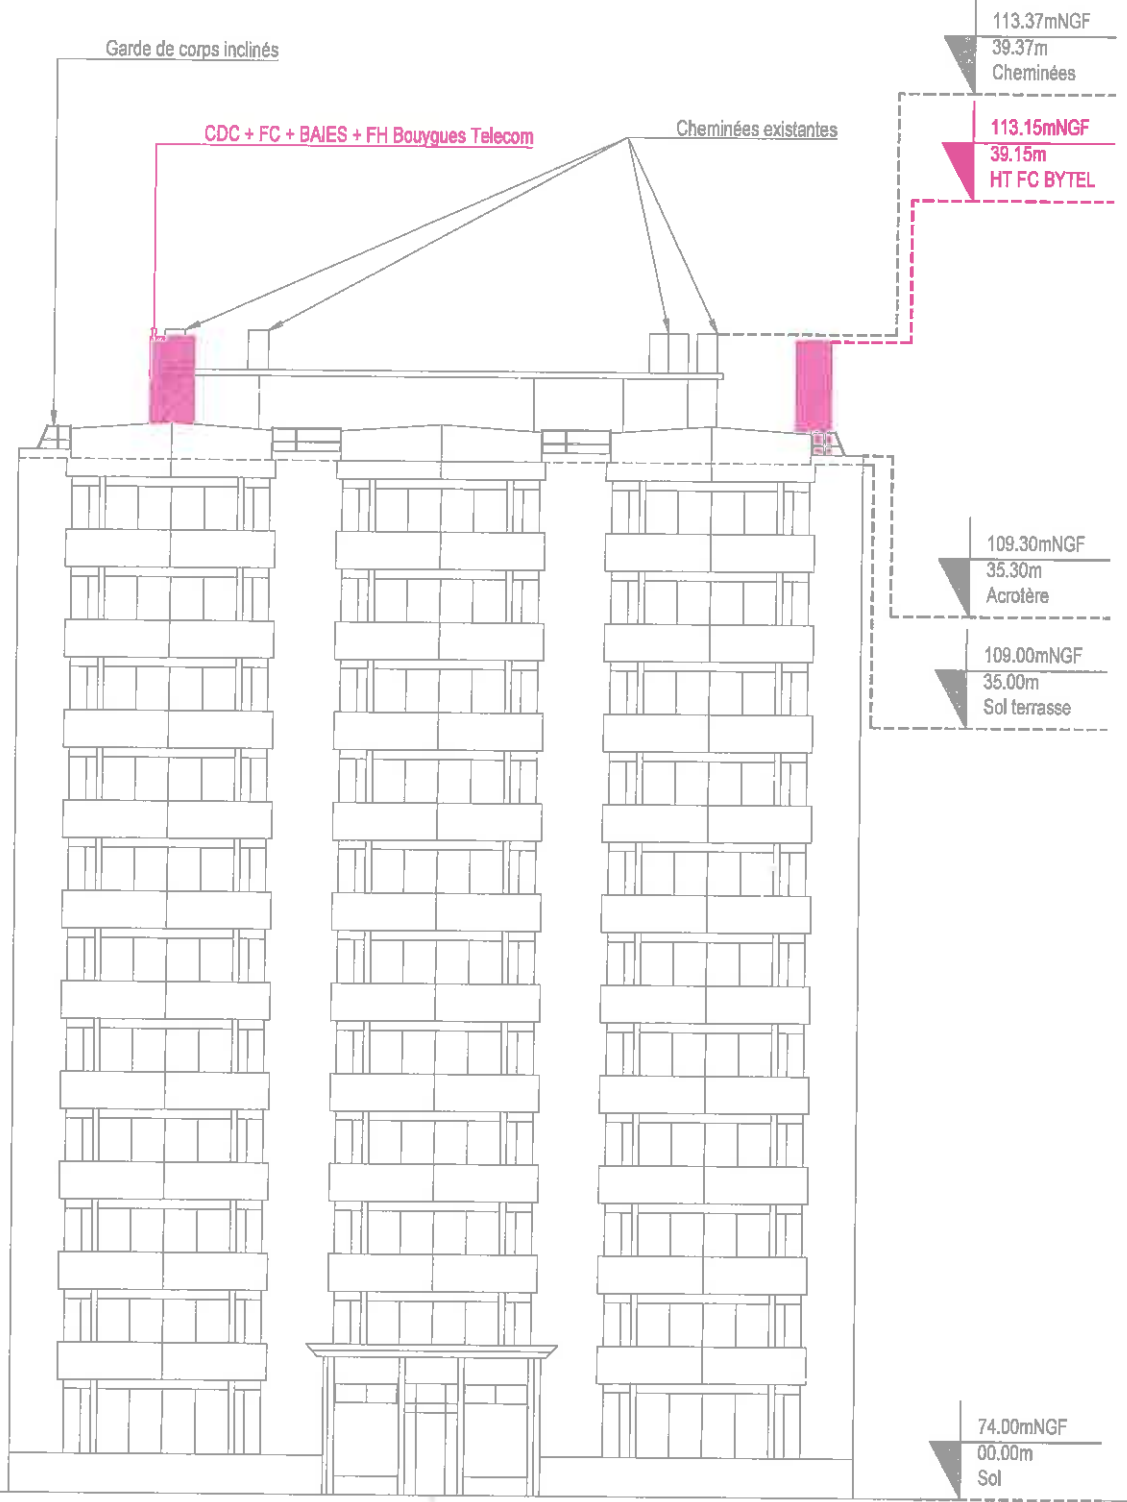 113.37mNGF
39.37m
Cheminées
Garde de corps inclinés
CDC + FC + BAIES + FH Bouygues Telecom
Cheminées existantes
113.15mNGF
39.15m
HT FC BYTEL
109.30mNGF
35.30m
Acrotère
109.00mNGF
35.00m
Sol terrasse
74.00mNGF
00.00m
Sol